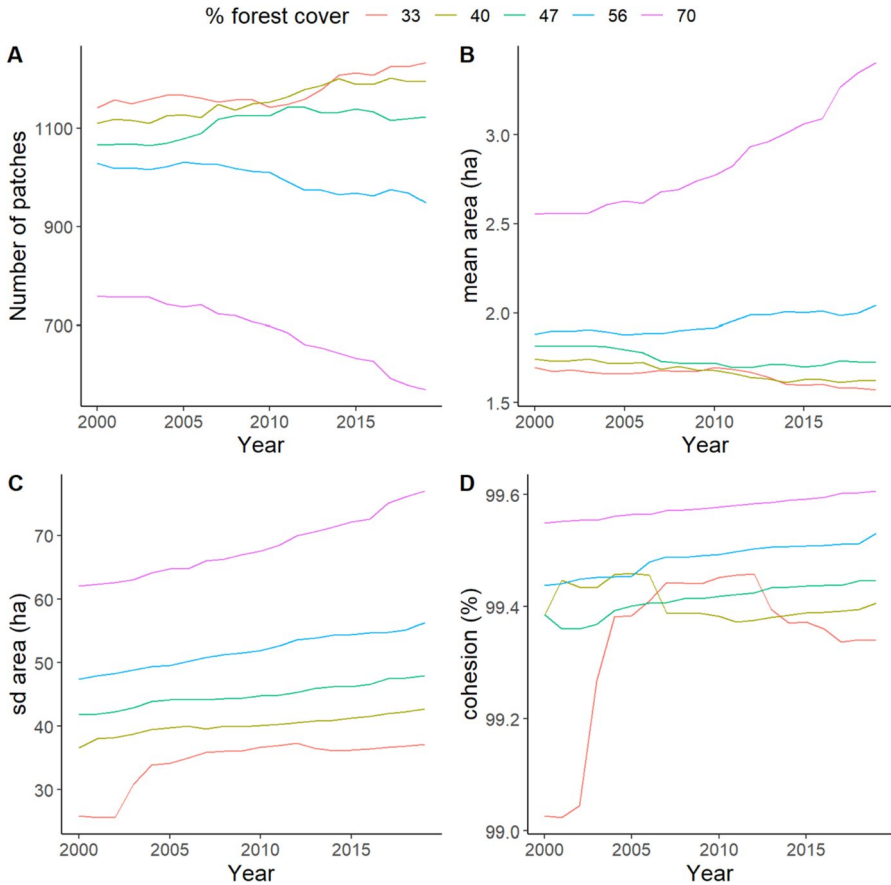 % forest cover 33 40 47 56 70
A
Number of patches
1100
900
700
2000 2005 2010 2015
Year
B
mean area (ha)
3.0
2.5
2.0
1.5
2000 2005 2010 2015
Year
C
sd area (ha)
70
60
50
40
30
2000 2005 2010 2015
Year
D
cohesion (%)
99.6
99.4
99.2
99.0
2000 2005 2010 2015
Year